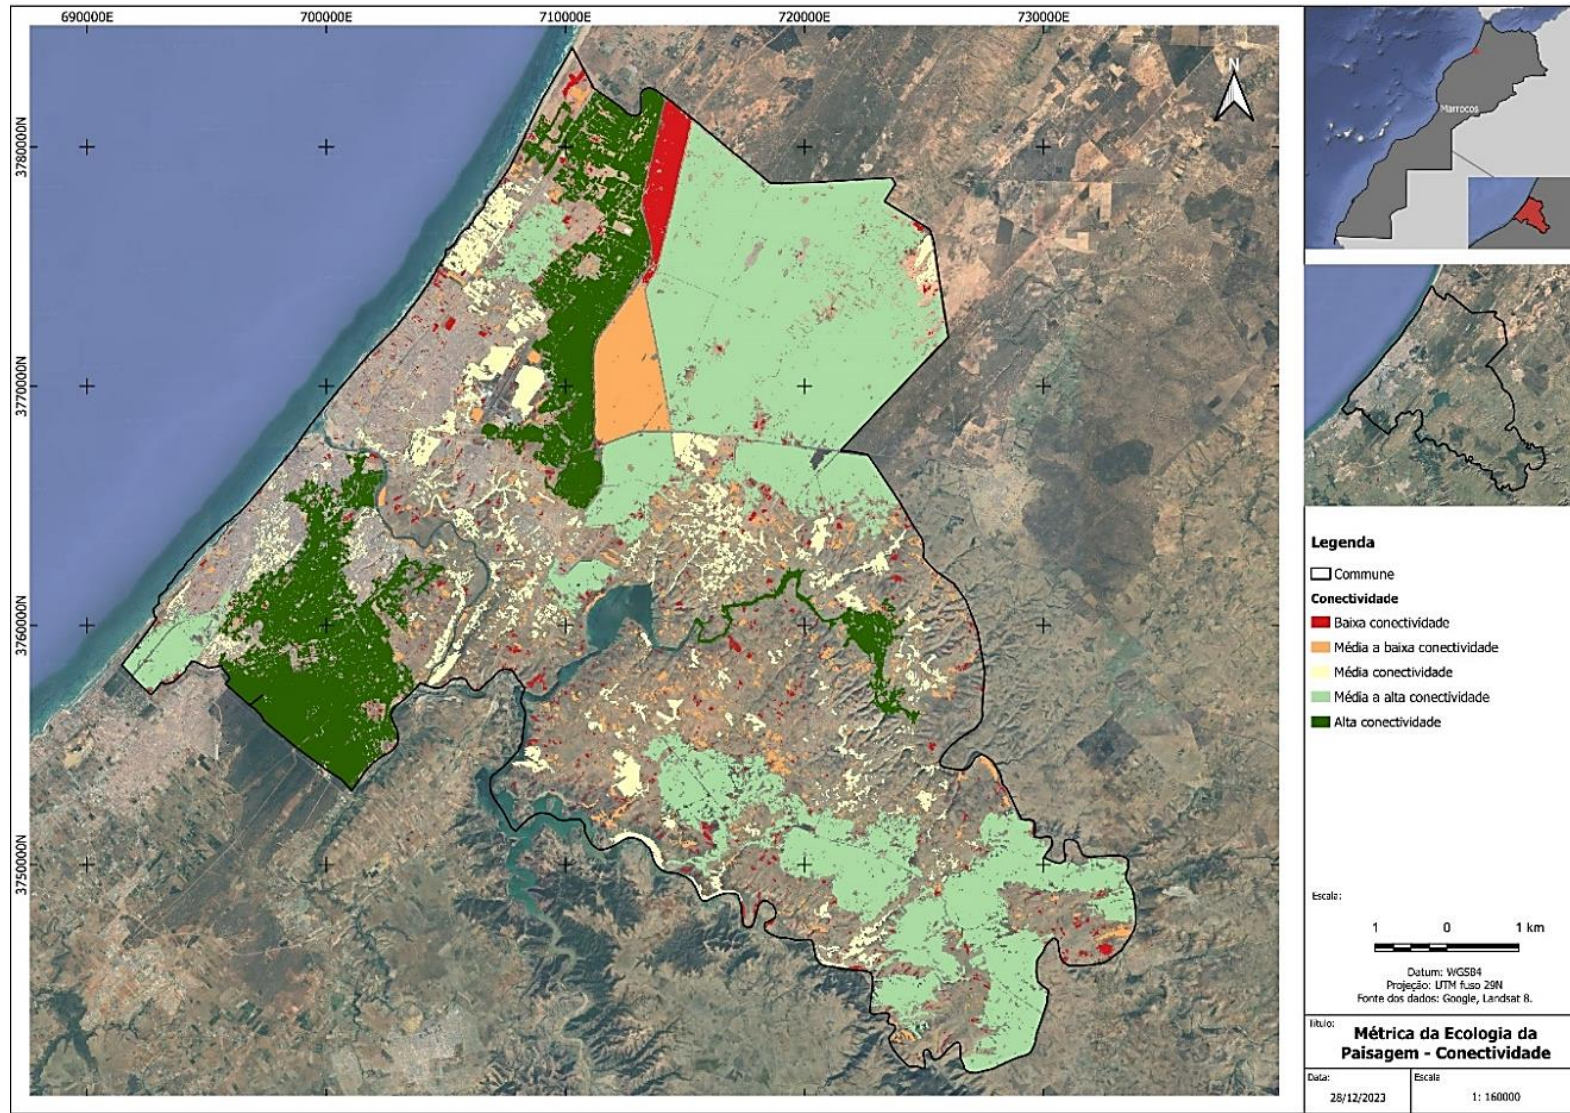 690000E 700000E 710000E 720000E 730000E
N
3780000N
3770000N
3760000N
3750000N
Marrocos
Legenda
Commune
Conectividade
Baixa conectividade
Média a baixa conectividade
Média conectividade
Média a alta conectividade
Alta conectividade
Escala:
1 0 1 km
Datum: WGS84
Projeção: UTM fuso 29N
Fonte dos dados: Google, Landsat 8.
Título:
Métrica da Ecologia da
Paisagem - Conectividade
Data:
28/12/2023
Escala
1: 160000